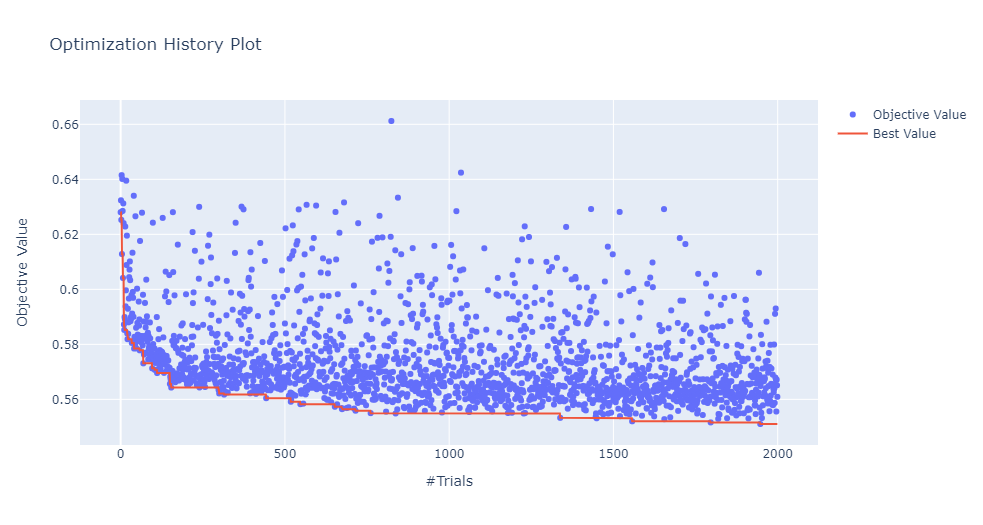 Optimization History Plot
Objective Value
Best Value
0.66
0.64
0.62
0.6
0.58
0.56
Objective Value
0
500
1000
1500
2000
#Trials